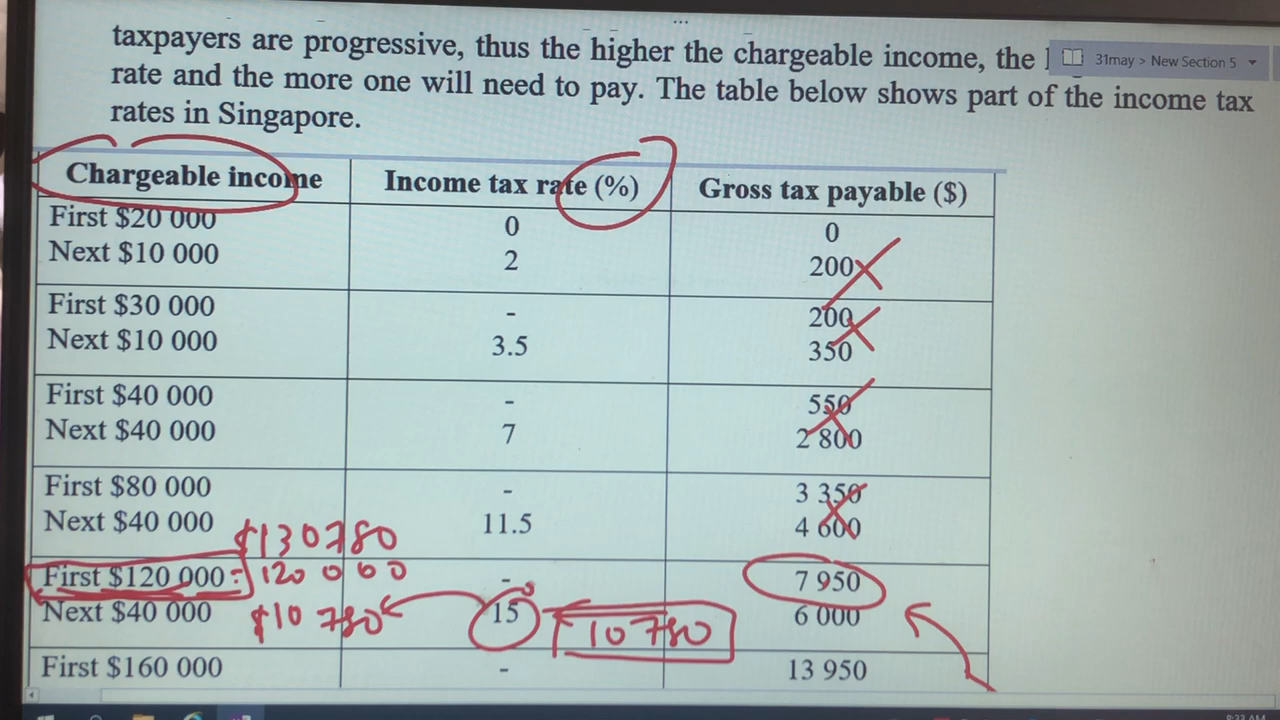 ...
taxpayers are progressive, thus the higher the chargeable income, the
31may > New Section 5
rate and the more one will need to pay. The table below shows part of the income tax
rates in Singapore.
Chargeable income Income tax rate (%) Gross tax payable ($)
First $20 000 0 0
Next $10 000 2 200
First $30 000 - 200
Next $10 000 3.5 350
First $40 000 - 550
Next $40 000 7 2 800
First $80 000 - 3 350
Next $40 000 11.5 4 600
$130780
First $120 000 = 120 000 - 7 950
Next $40 000 $10 780 15 10 780 6 000
First $160 000 - 13 950